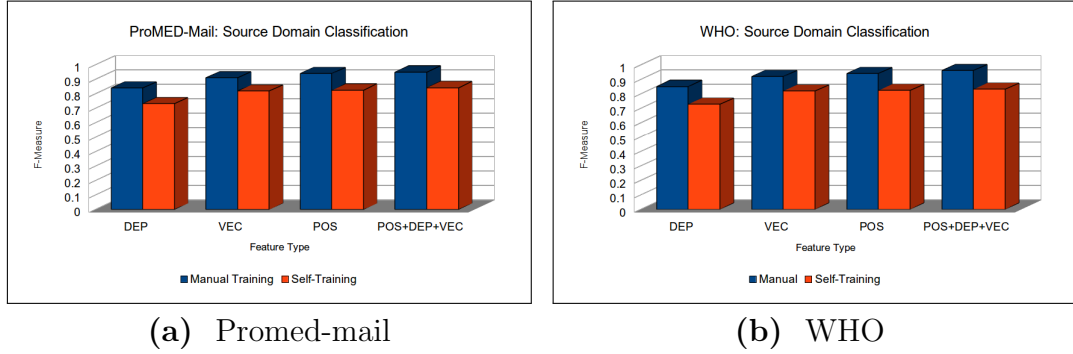 ProMED-Mail: Source Domain Classification
1
0.9
0.8
0.7
0.6
0.5
0.4
0.3
0.2
0.1
0
F-Measure
DEP VEC POS POS+DEP+VEC
Feature Type
Manual Training Self-Training
(a) Promed-mail
WHO: Source Domain Classification
1
0.9
0.8
0.7
0.6
0.5
0.4
0.3
0.2
0.1
0
F-Measure
DEP VEC POS POS+DEP+VEC
Feature Type
Manual Self-Training
(b) WHO